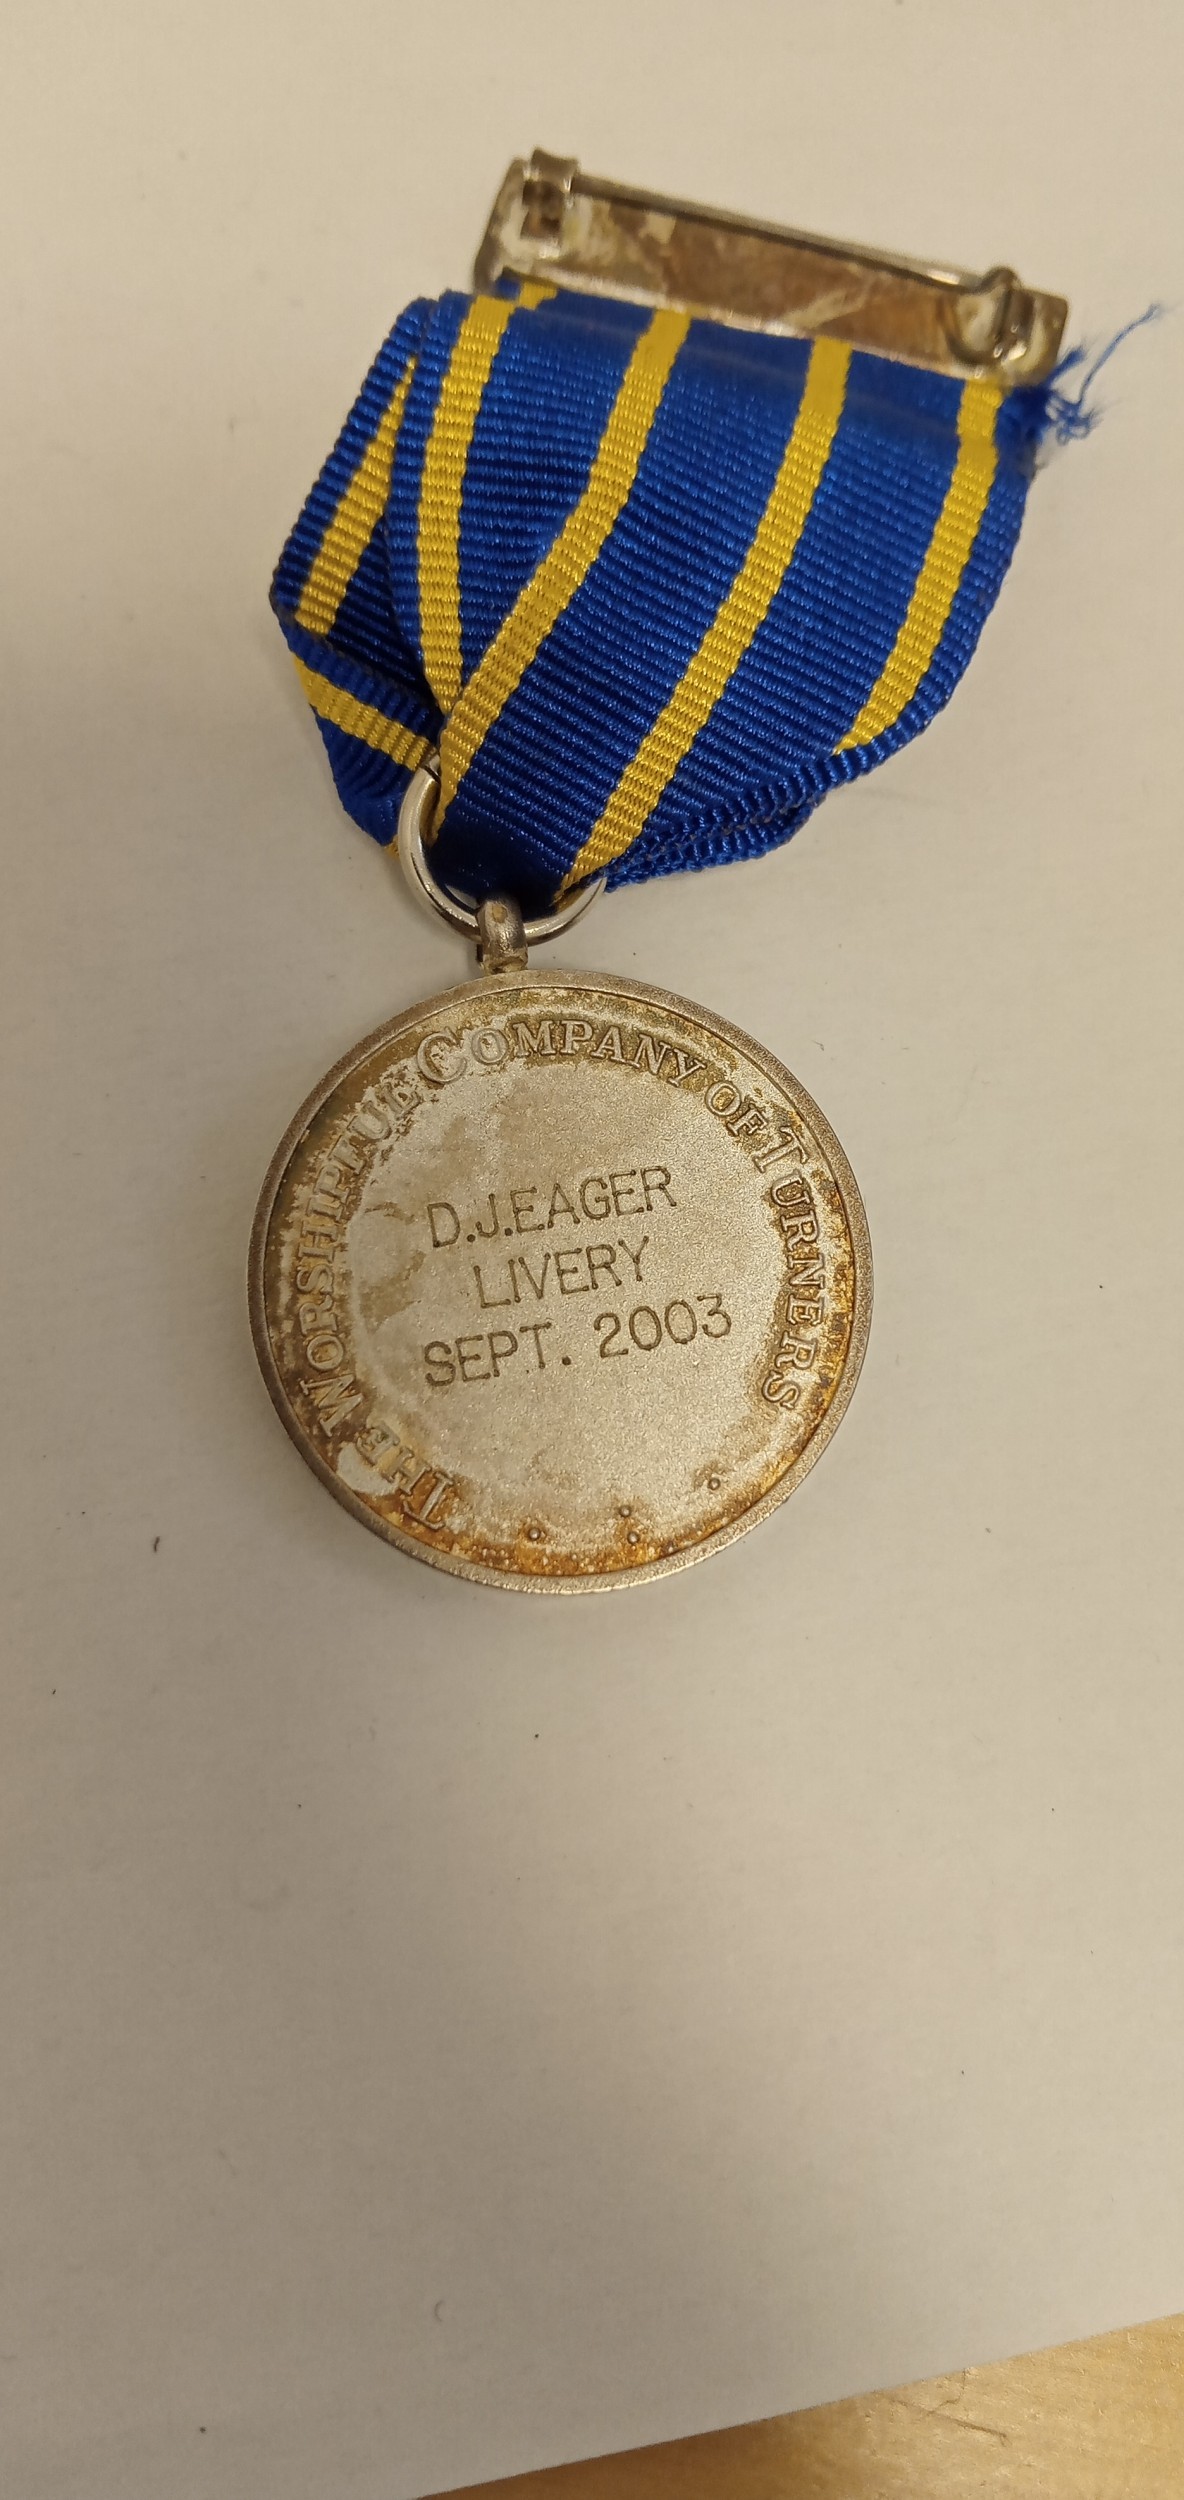 THE WORSHIPFUL COMPANY OF TURNERS
D.J.EAGER
LIVERY
SEPT. 2003